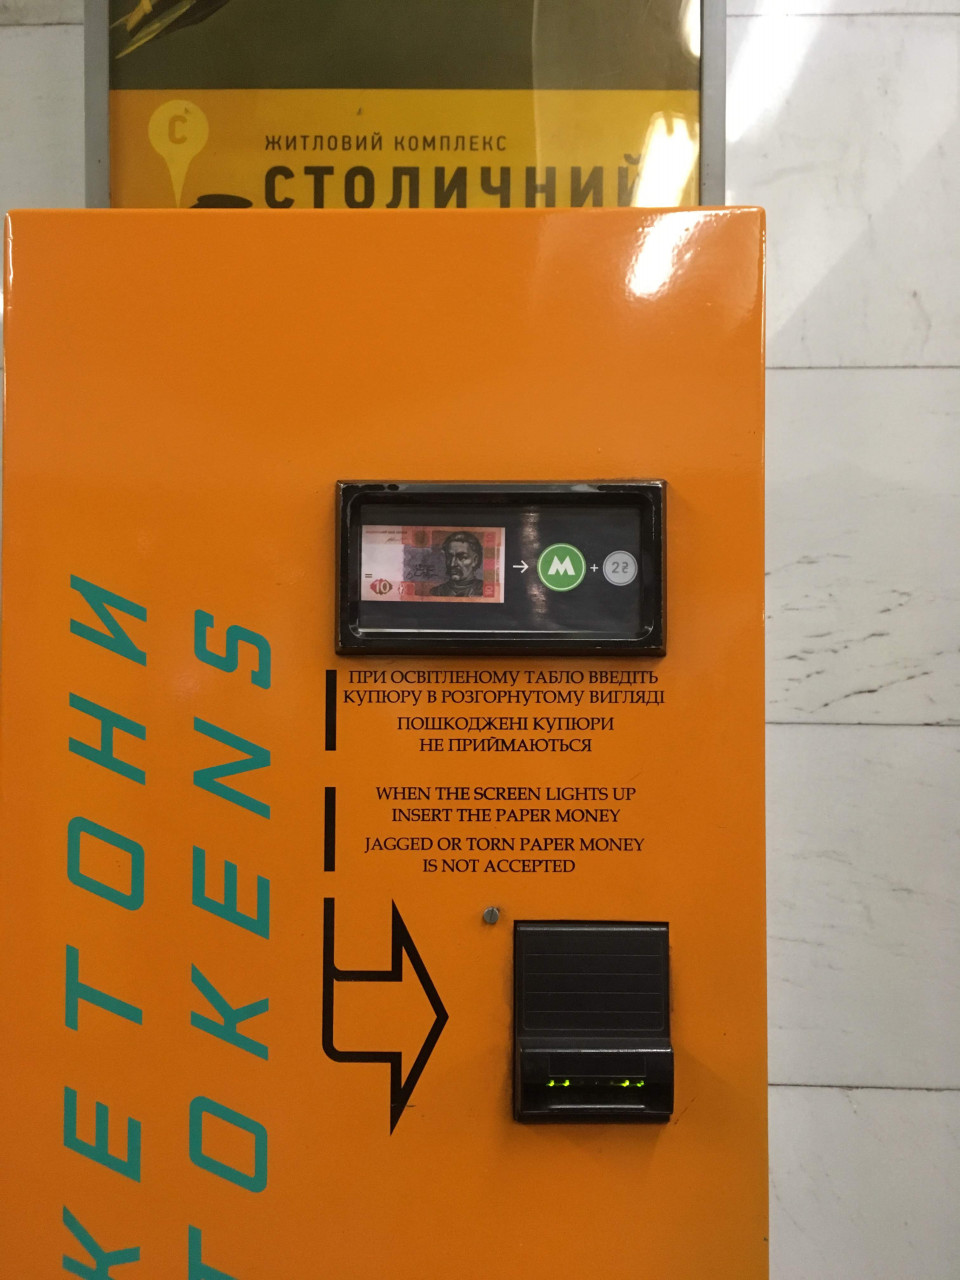 С
ЖИТЛОВИЙ КОМПЛЕКС
СТОЛИЧНИЙ
10
→ М + 2₴
ПРИ ОСВІТЛЕНОМУ ТАБЛО ВВЕДІТЬ
КУПЮРУ В РОЗГОРНУТОМУ ВИГЛЯДІ
ПОШКОДЖЕНІ КУПЮРИ
НЕ ПРИЙМАЮТЬСЯ
WHEN THE SCREEN LIGHTS UP
INSERT THE PAPER MONEY
JAGGED OR TORN PAPER MONEY
IS NOT ACCEPTED
ЖЕТОНИ
TOKENS